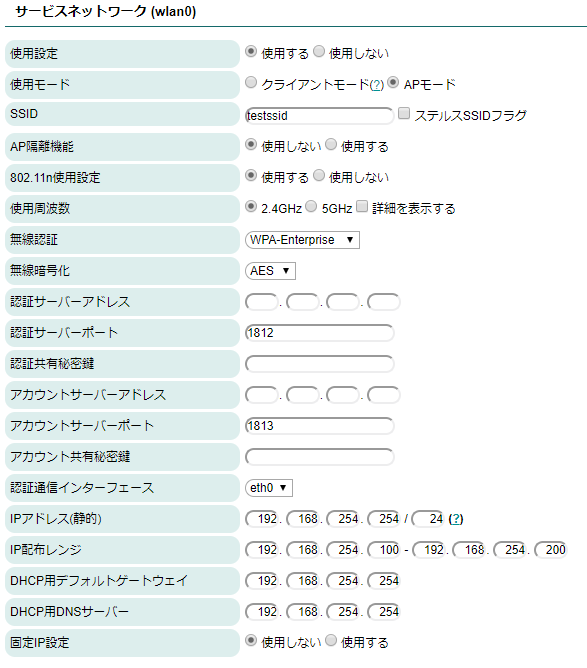 サービスネットワーク (wlan0)
使用設定 使用する 使用しない
使用モード クライアントモード(?) APモード
SSID testssid ステルスSSIDフラグ
AP隔離機能 使用しない 使用する
802.11n使用設定 使用する 使用しない
使用周波数 2.4GHz 5GHz 詳細を表示する
無線認証 WPA-Enterprise
無線暗号化 AES
認証サーバーアドレス . . .
認証サーバーポート 1812
認証共有秘密鍵
アカウントサーバーアドレス . . .
アカウントサーバーポート 1813
アカウント共有秘密鍵
認証通信インターフェース eth0
IPアドレス(静的) 192. 168. 254. 254 / 24 (?)
IP配布レンジ 192. 168. 254. 100 - 192. 168. 254. 200
DHCP用デフォルトゲートウェイ 192. 168. 254. 254
DHCP用DNSサーバー 192. 168. 254. 254
固定IP設定 使用しない 使用する